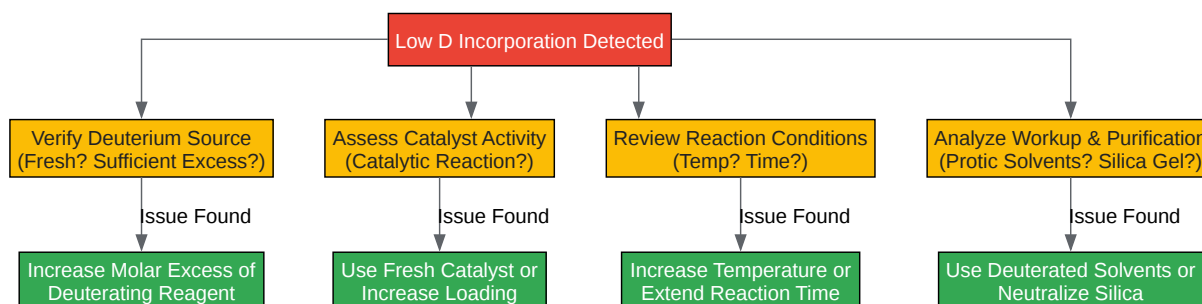 Low D Incorporation Detected
Verify Deuterium Source
(Fresh? Sufficient Excess?)
Assess Catalyst Activity
(Catalytic Reaction?)
Review Reaction Conditions
(Temp? Time?)
Analyze Workup & Purification
(Protic Solvents? Silica Gel?)
Issue Found
Issue Found
Issue Found
Issue Found
Increase Molar Excess of
Deuterating Reagent
Use Fresh Catalyst or
Increase Loading
Increase Temperature or
Extend Reaction Time
Use Deuterated Solvents or
Neutralize Silica